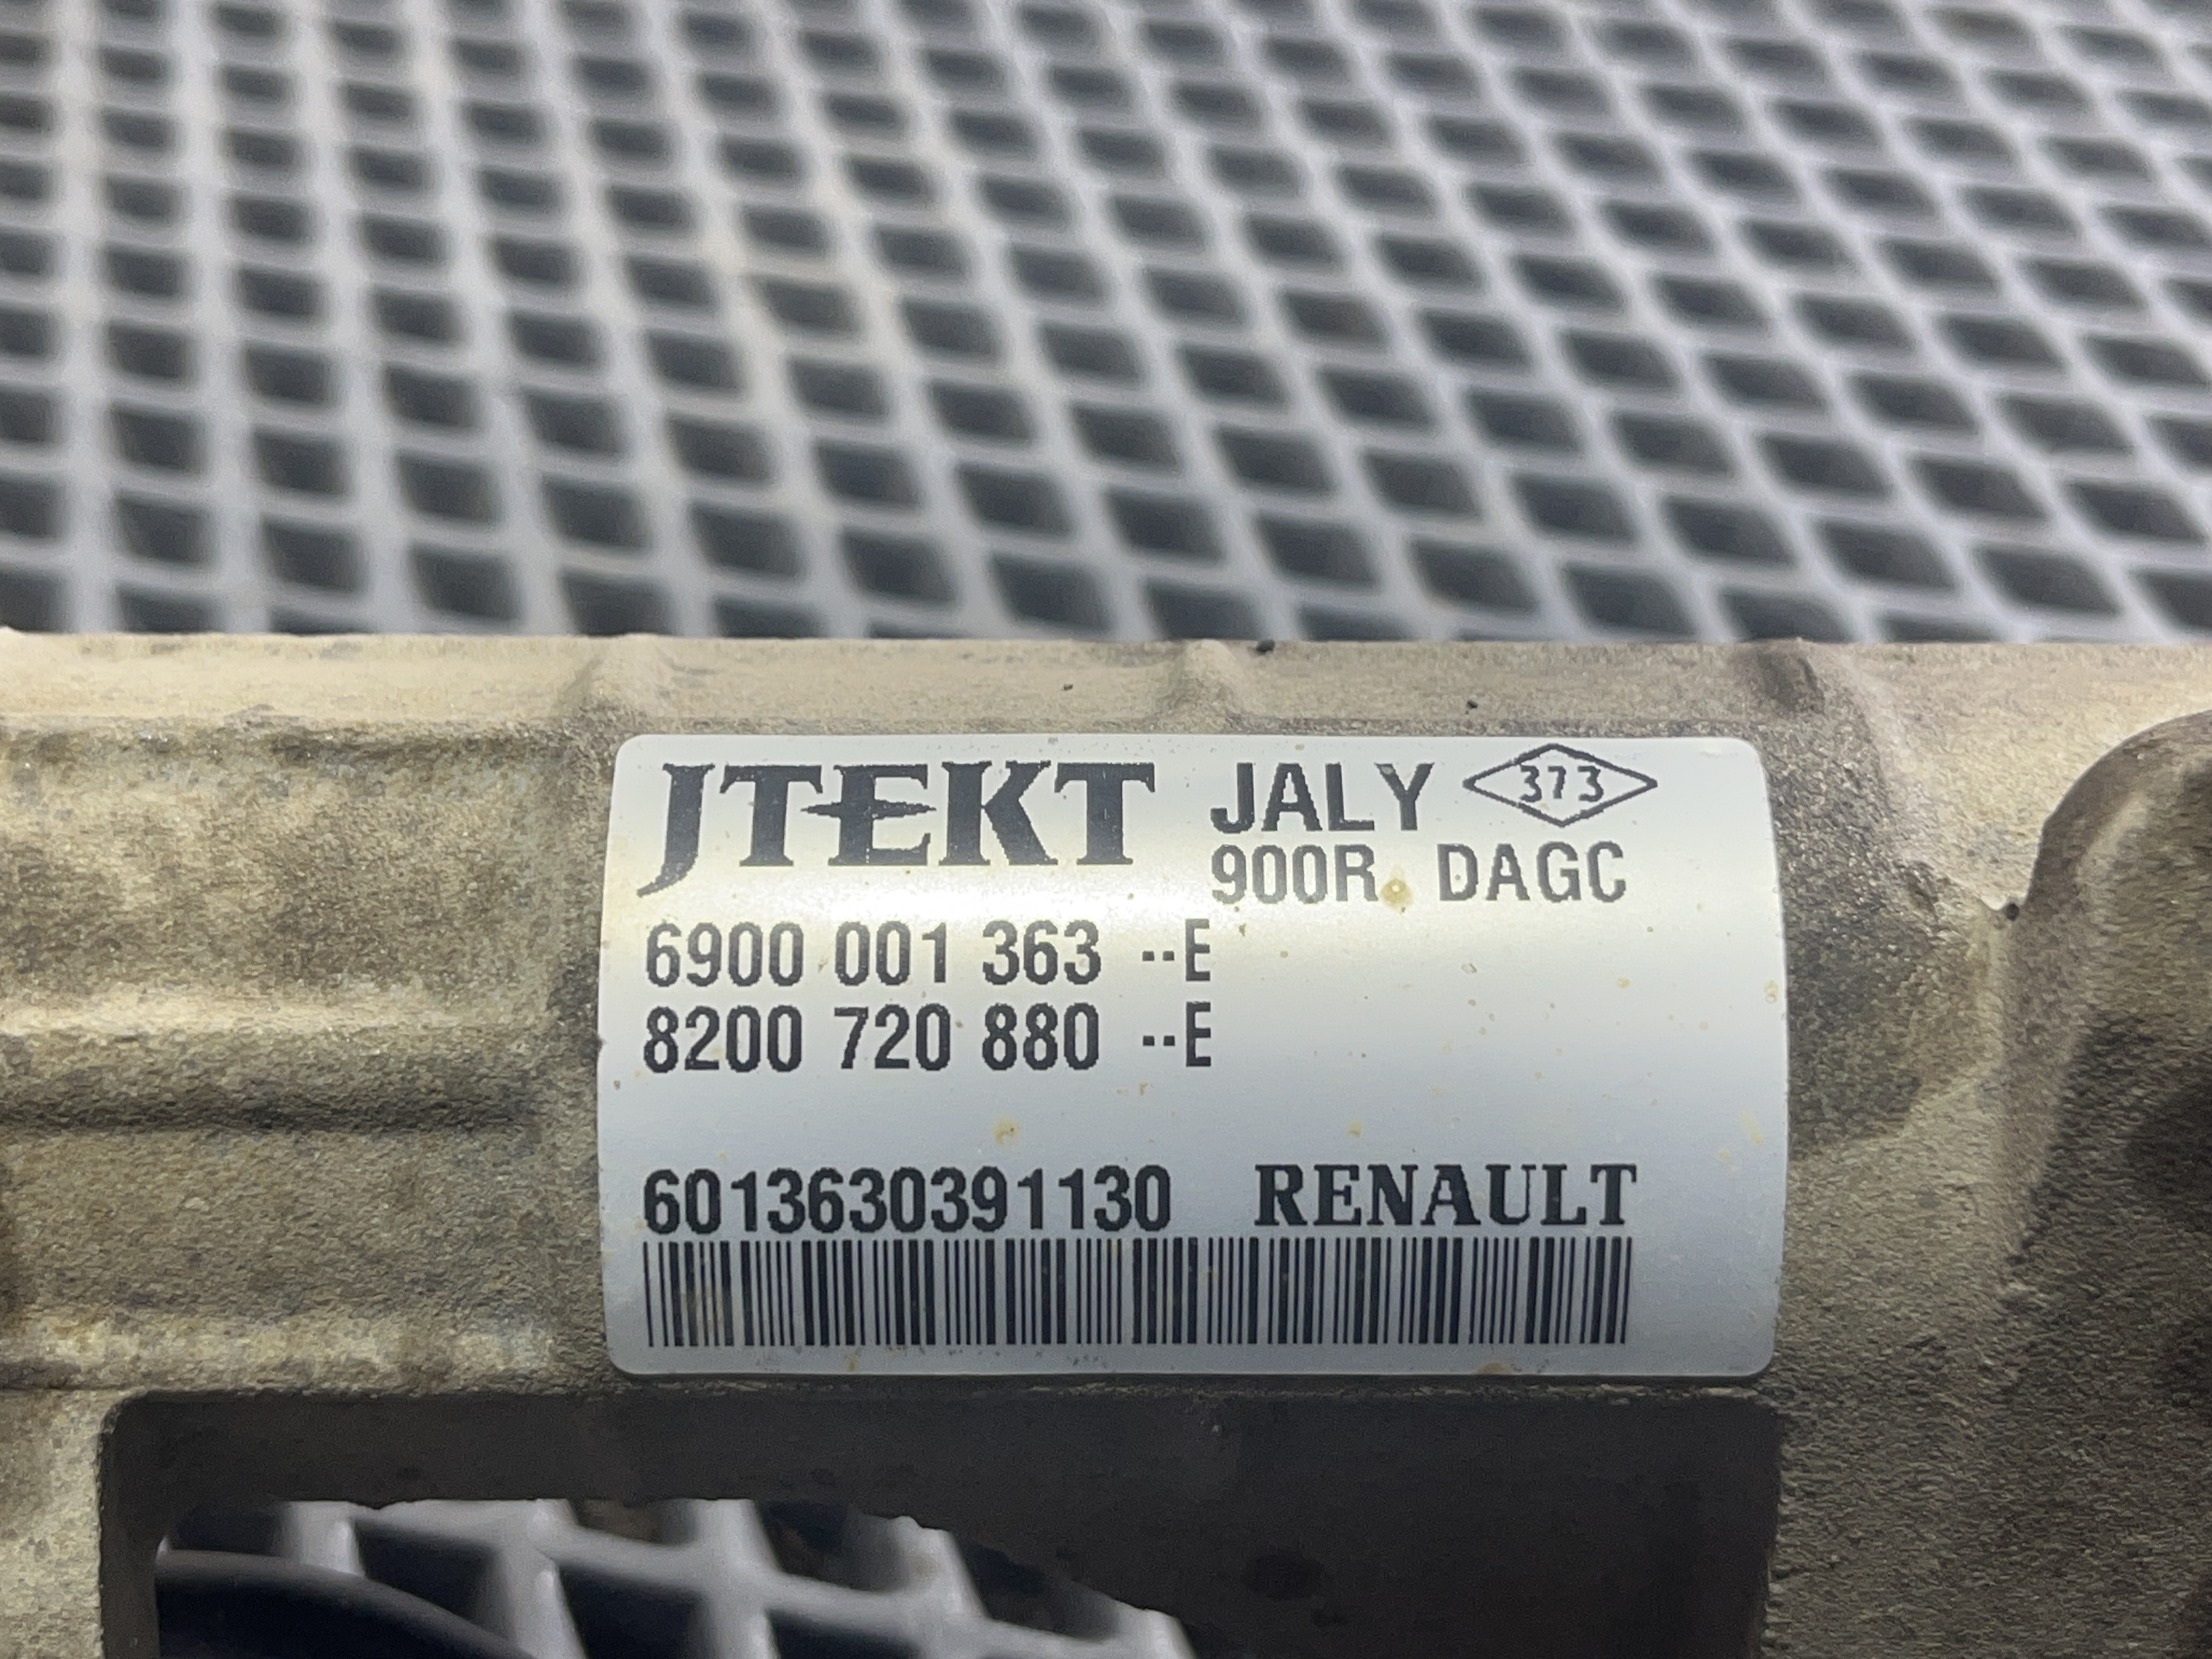 JTEKT JALY 373
900R DAGC
6900 001 363 --E
8200 720 880 --E
6013630391130 RENAULT